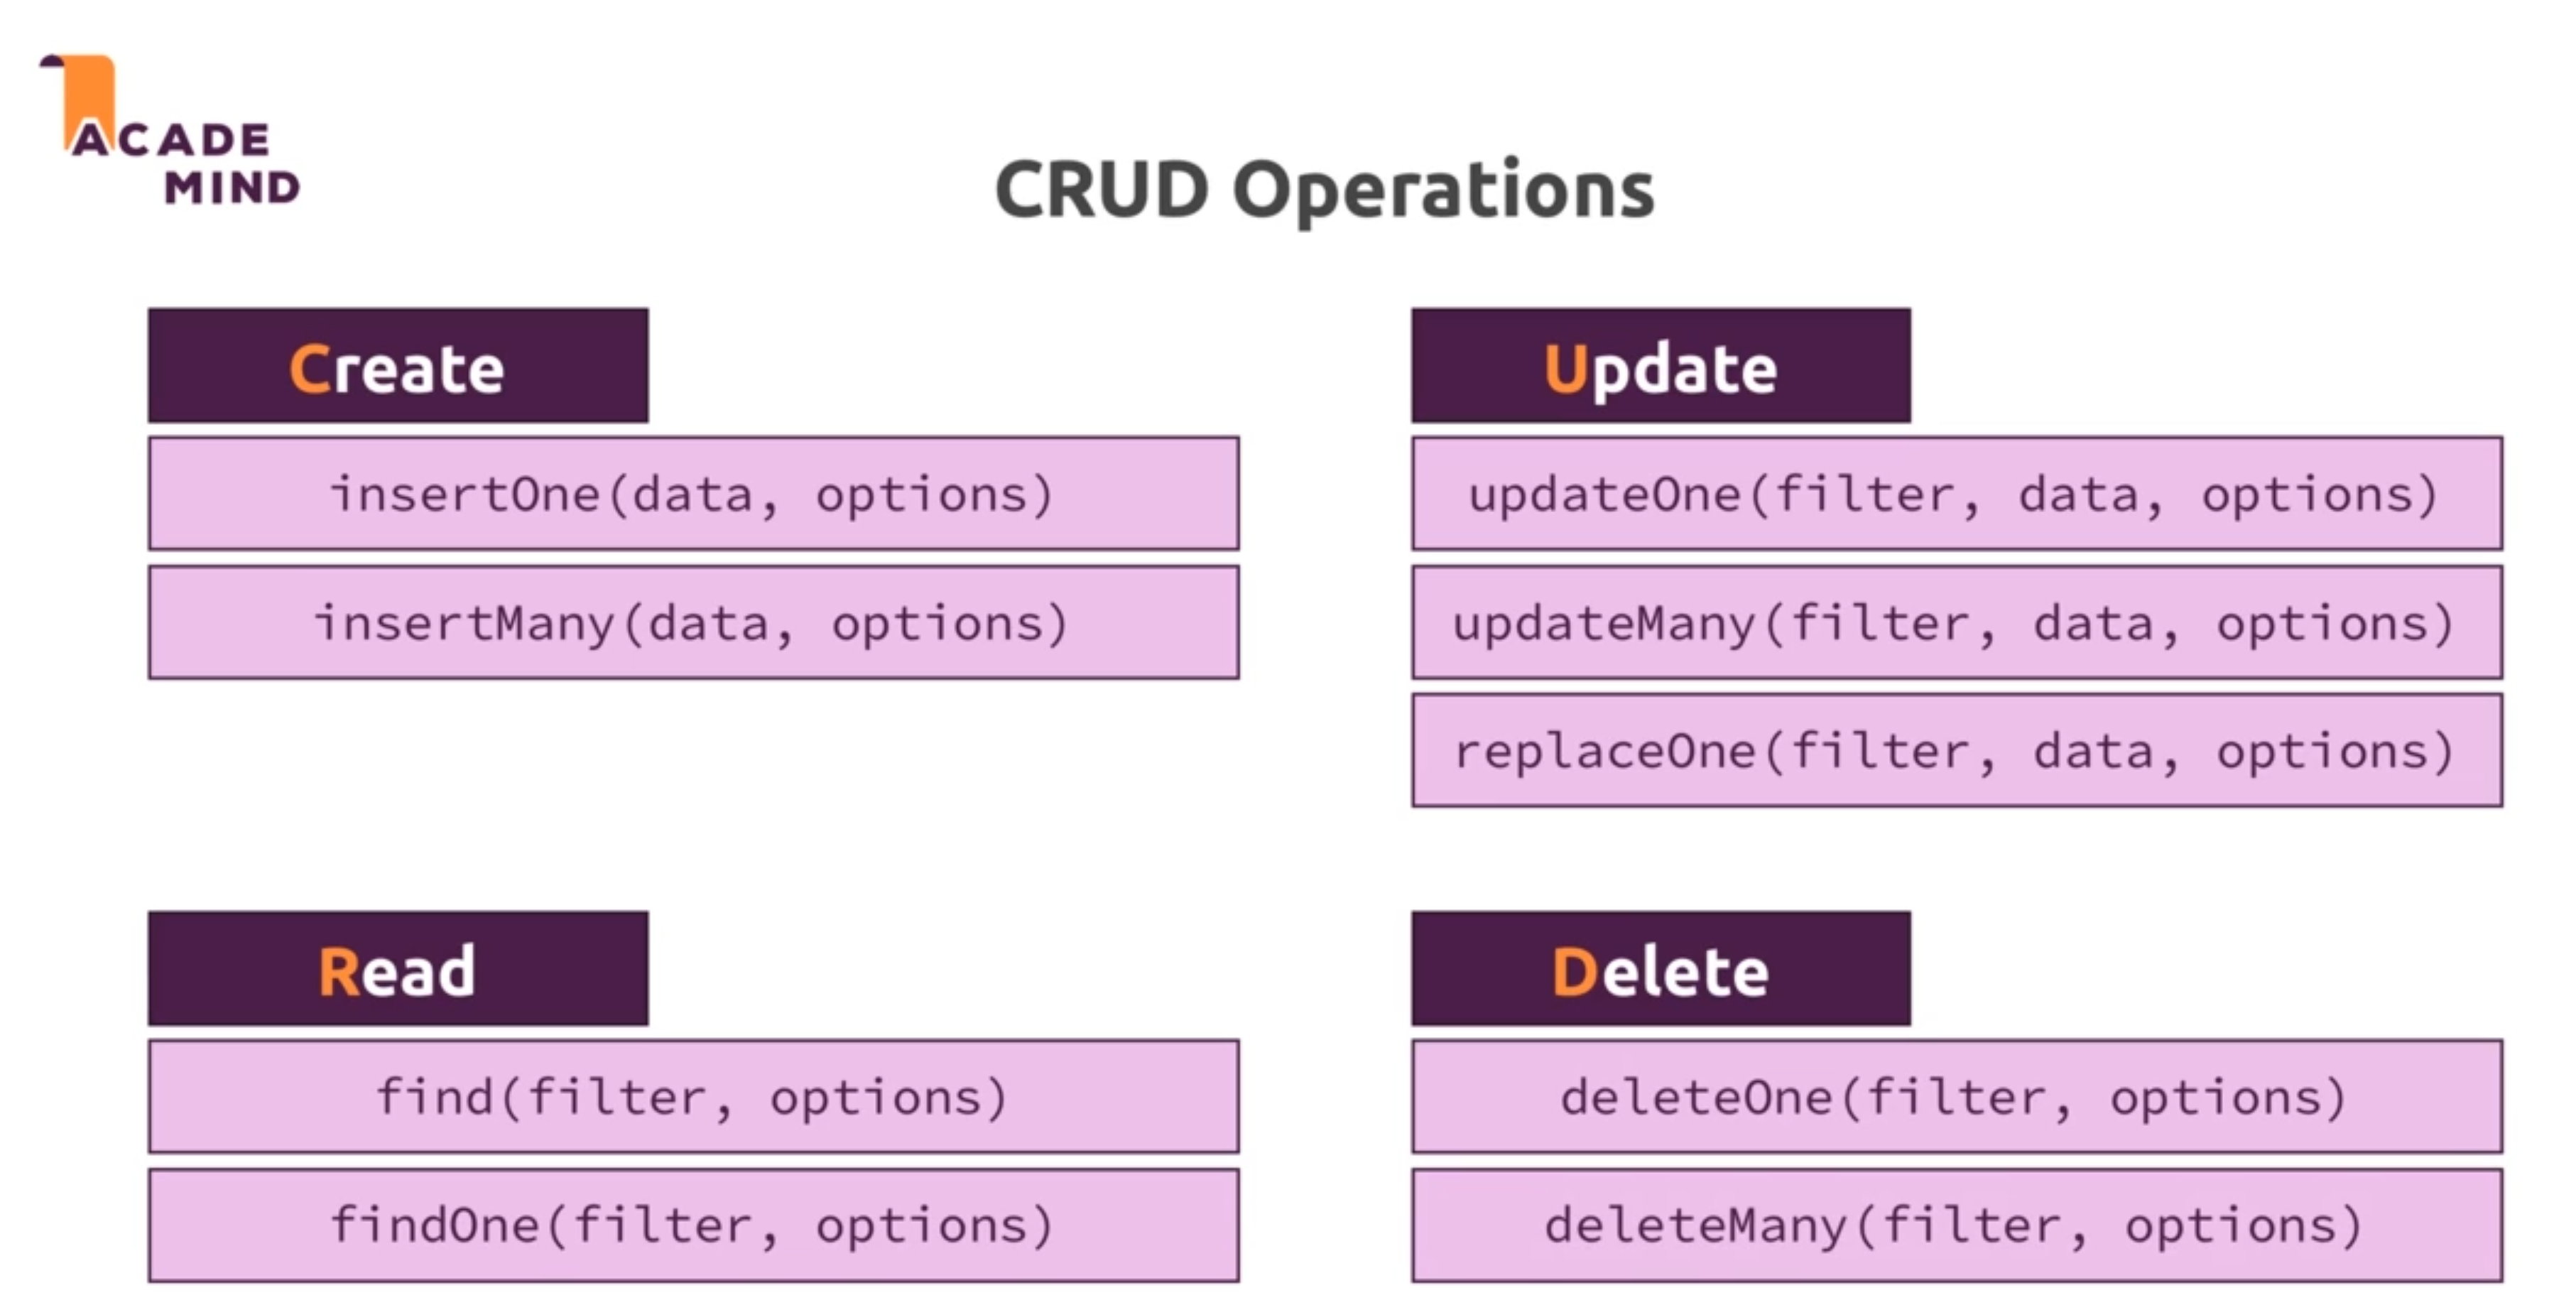 ACADE
MIND
CRUD Operations
Create
insertOne(data, options)
insertMany(data, options)
Update
updateOne(filter, data, options)
updateMany(filter, data, options)
replaceOne(filter, data, options)
Read
find(filter, options)
findOne(filter, options)
Delete
deleteOne(filter, options)
deleteMany(filter, options)